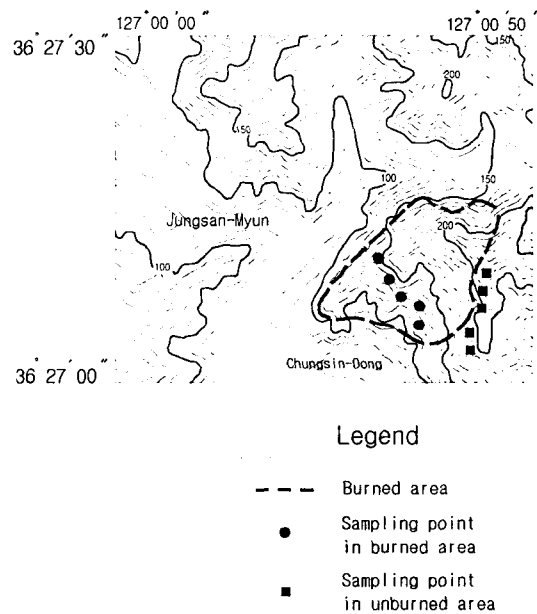 127° 00′ 00″
127° 00′ 50″
36° 27′ 30″
150
200
150
100
150
Jungsan-Myun
200
100
36° 27′ 00″
Chungsin-Dong
Legend
Burned area
Sampling point
in burned area
Sampling point
in unburned area